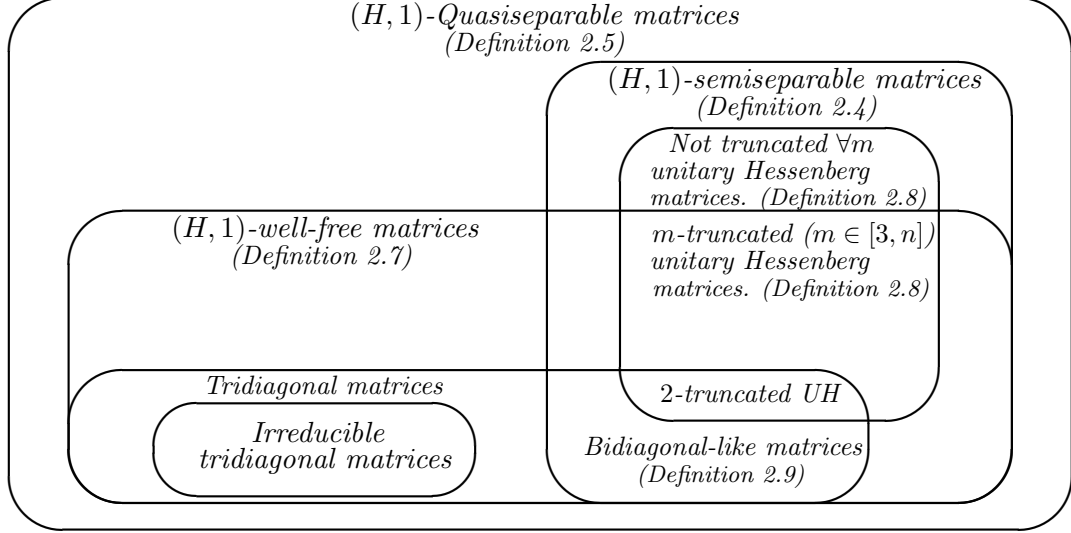 (H, 1)-Quasiseparable matrices
(Definition 2.5)
(H, 1)-semiseparable matrices
(Definition 2.4)
Not truncated ∀m
unitary Hessenberg
matrices. (Definition 2.8)
(H, 1)-well-free matrices
(Definition 2.7)
m-truncated (m ∈ [3, n])
unitary Hessenberg
matrices. (Definition 2.8)
Tridiagonal matrices
2-truncated UH
Irreducible
tridiagonal matrices
Bidiagonal-like matrices
(Definition 2.9)